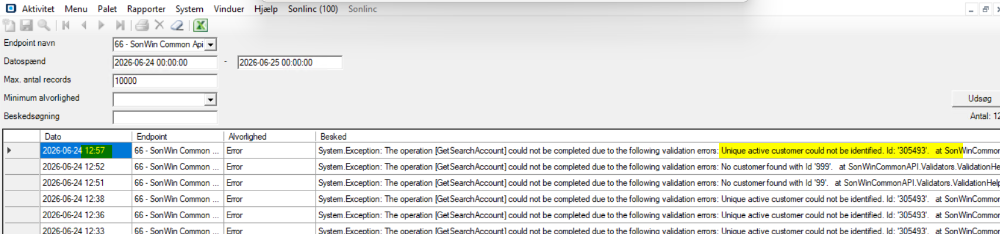 Aktivitet Menu Palet Rapporter System Vinduer Hjælp Sonlinc (100) Sonlinc
Endpoint navn 66 - SonWin Common Api
Datospænd 2026-06-24 00:00:00 - 2026-06-25 00:00:00
Max. antal records 10000
Minimum alvorlighed Udsøg
Beskedsøgning Antal: 12
Dato Endpoint Alvorlighed Besked
2026-06-24 12:57 66 - SonWin Common ... Error System.Exception: The operation [GetSearchAccount] could not be completed due to the following validation errors: Unique active customer could not be identified. Id: '305493'. at SonWinCommon
2026-06-24 12:52 66 - SonWin Common ... Error System.Exception: The operation [GetSearchAccount] could not be completed due to the following validation errors: No customer found with Id '999'. at SonWinCommonAPI.Validators.ValidationHe
2026-06-24 12:51 66 - SonWin Common ... Error System.Exception: The operation [GetSearchAccount] could not be completed due to the following validation errors: No customer found with Id '99'. at SonWinCommonAPI.Validators.ValidationHelp
2026-06-24 12:38 66 - SonWin Common ... Error System.Exception: The operation [GetSearchAccount] could not be completed due to the following validation errors: Unique active customer could not be identified. Id: '305493'. at SonWinCommon
2026-06-24 12:36 66 - SonWin Common ... Error System.Exception: The operation [GetSearchAccount] could not be completed due to the following validation errors: Unique active customer could not be identified. Id: '305493'. at SonWinCommon
2026-06-24 12:33 66 - SonWin Common ... Error System.Exception: The operation [GetSearchAccount] could not be completed due to the following validation errors: Unique active customer could not be identified. Id: '305493'. at SonWinCommon